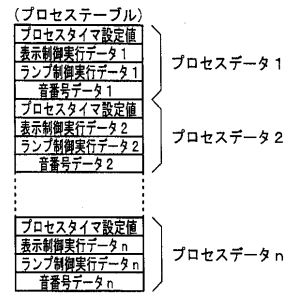 (プロセステーブル)
プロセスタイマ設定値
表示制御実行データ1
ランプ制御実行データ1
音番号データ1
プロセスデータ1
プロセスタイマ設定値
表示制御実行データ2
ランプ制御実行データ2
音番号データ2
プロセスデータ2
プロセスタイマ設定値
表示制御実行データn
ランプ制御実行データn
音番号データn
プロセスデータn